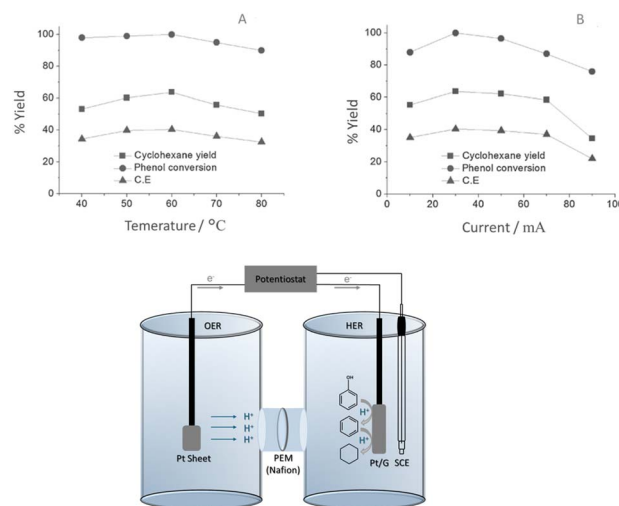 A
100
80
60
40
20
0
% Yield
Cyclohexane yield
Phenol conversion
C.E
40 50 60 70 80
Temerature / °C
B
100
80
60
40
20
0
% Yield
Cyclohexane yield
Phenol conversion
C.E
0 20 40 60 80 100
Current / mA
e⁻
Potentiostat
e⁻
OER
HER
OH
H⁺
H⁺
H⁺
H⁺
H⁺
Pt Sheet
PEM
(Nafion)
Pt/G
SCE